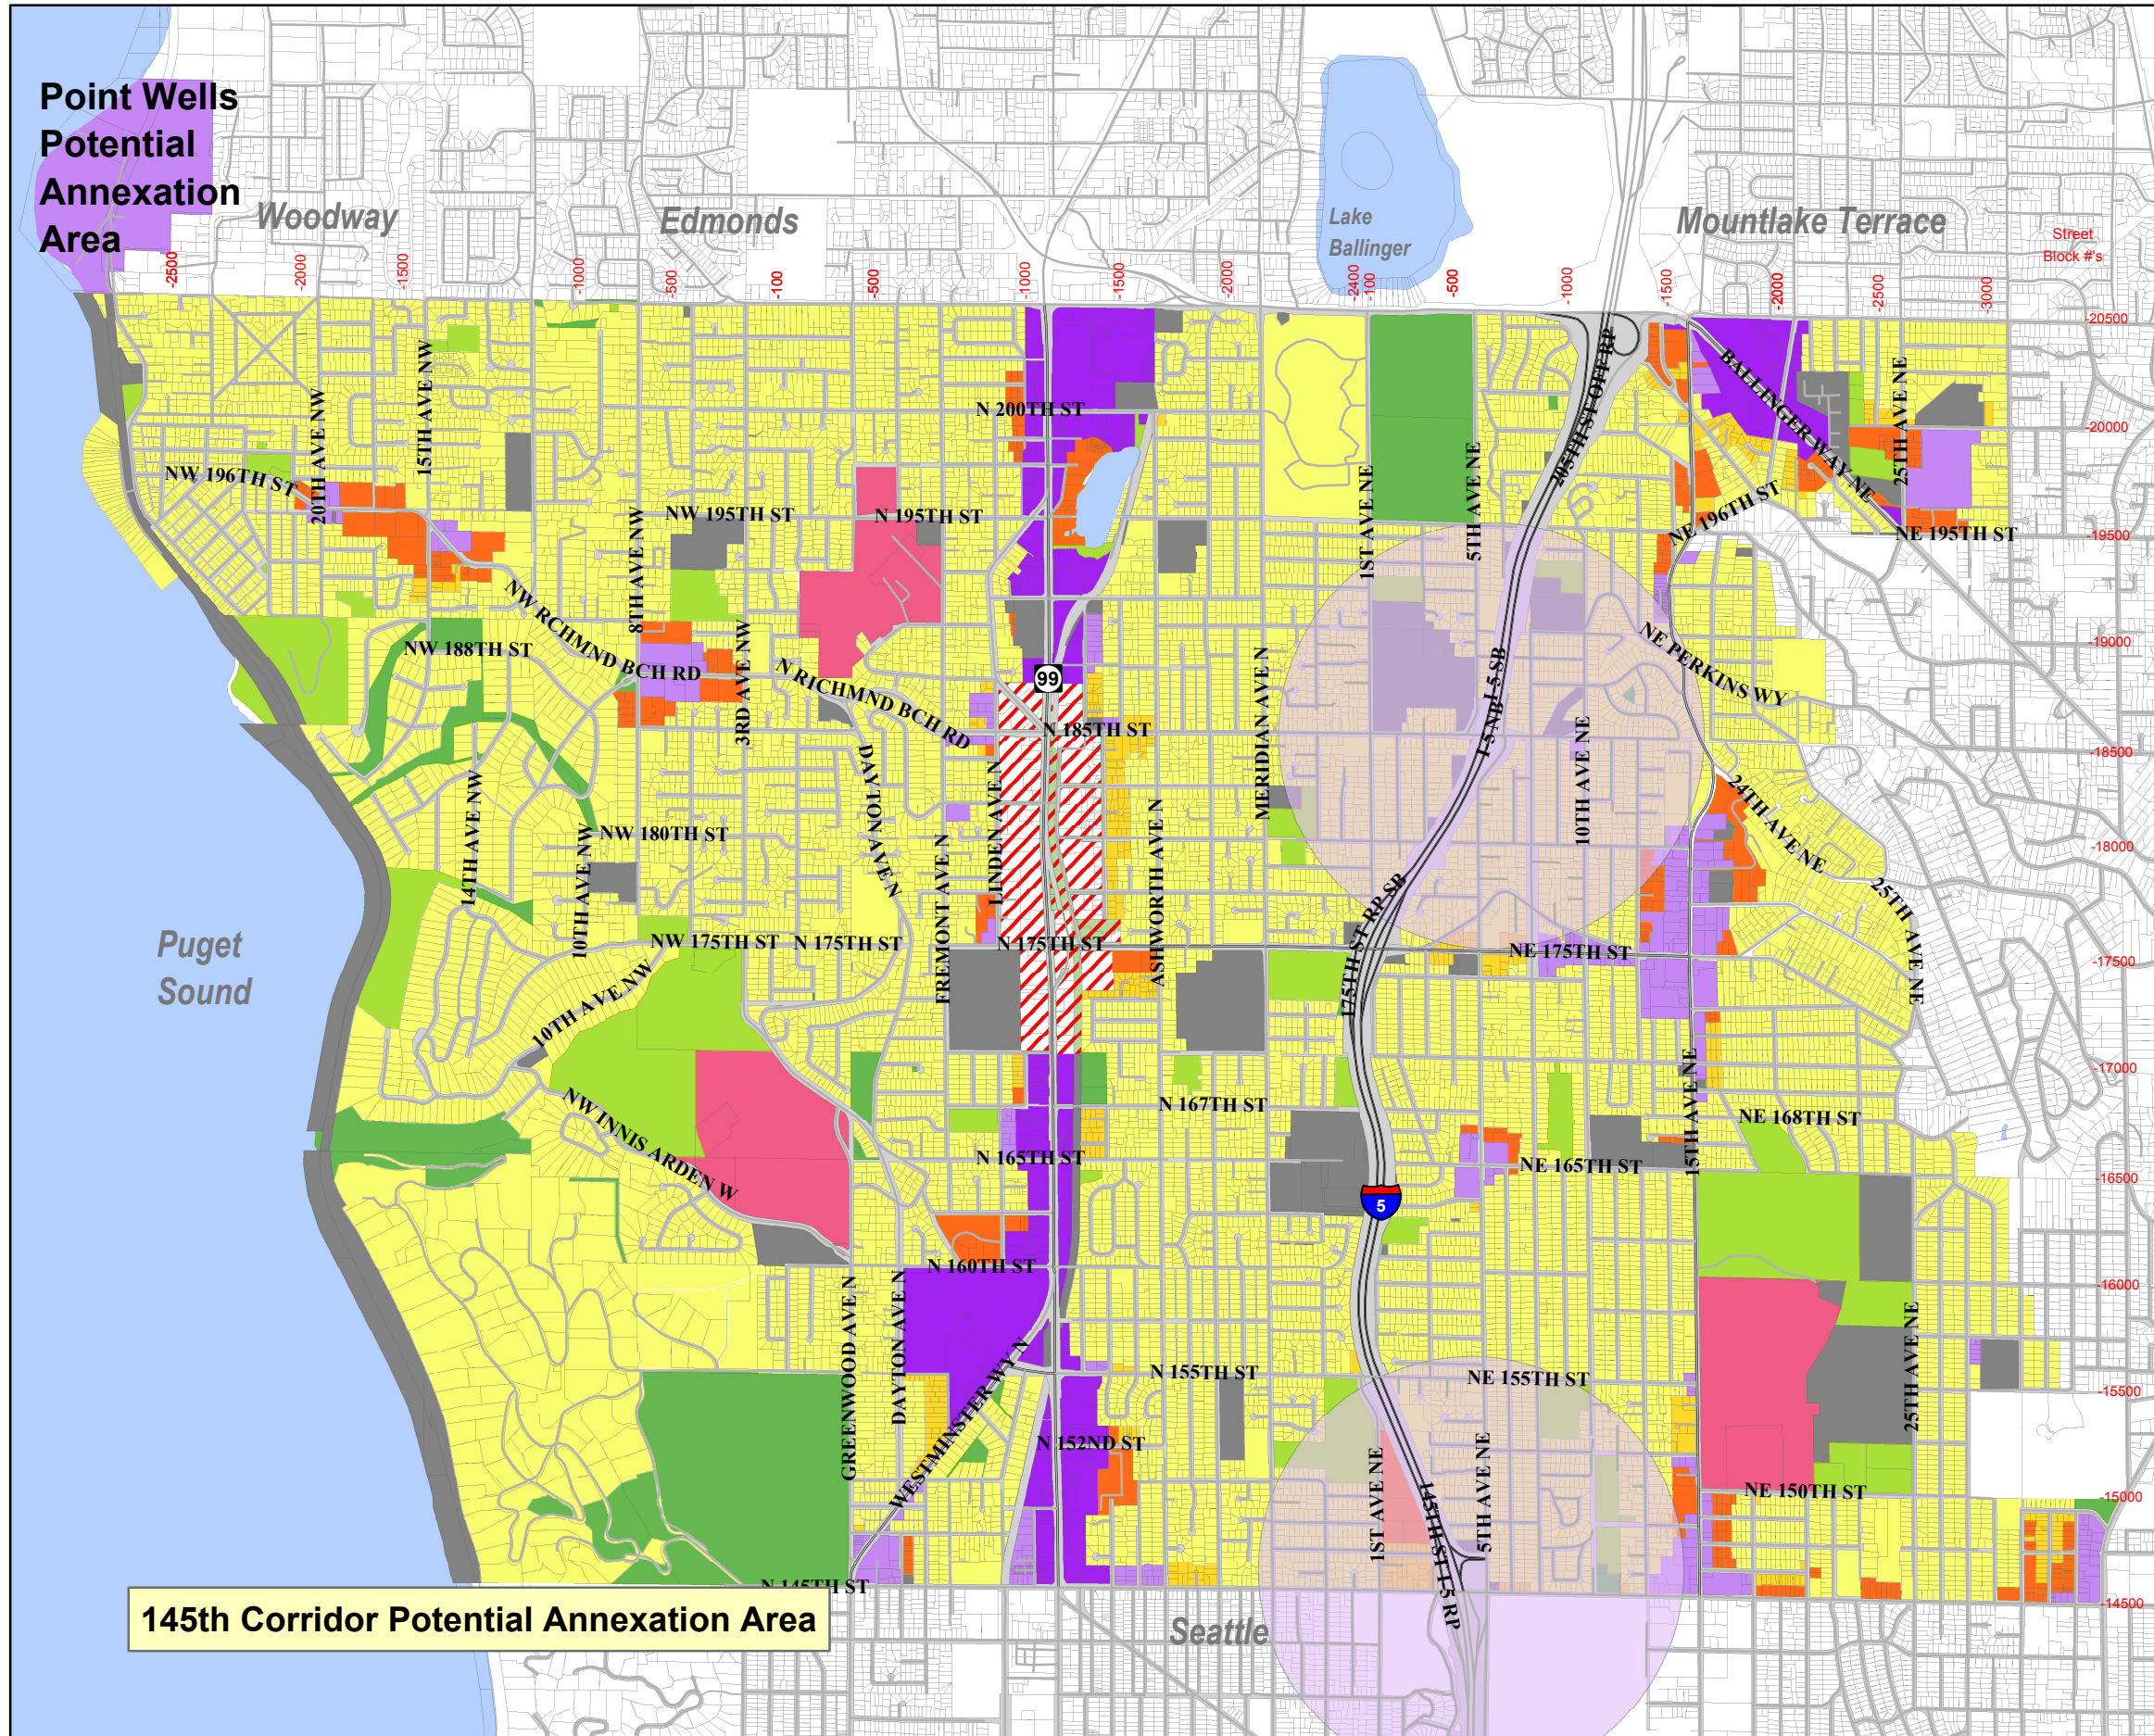 Point Wells
Potential
Annexation
Area
Woodway
Edmonds
Lake
Ballinger
Mountlake Terrace
Street
Block #'s
-2500
-2000
-1500
-1000
-500
-100
-500
-1000
-1500
-2000
-2400
-100
-500
-1000
-1500
-2000
-2500
-3000
-20500
205TH ST OFF RP
BALLINGER WAY NE
25TH AVE NE
15TH AVE NW
20TH AVE NW
N 200TH ST
-20000
NW 196TH ST
NW 195TH ST
N 195TH ST
1ST AVE NE
5TH AVE NE
NE 196TH ST
NE 195TH ST
-19500
8TH AVE NW
NW RCHMND BCH RD
NW 188TH ST
3RD AVE NW
N RICHMND BCH RD
99
N 185TH ST
MERIDIAN AVE N
I-5 SB
I-5 NB
NE PERKINS WY
-19000
-18500
10TH AVE NE
24TH AVE NE
14TH AVE NW
NW 180TH ST
10TH AVE NW
DAYTON AVE N
FREMONT AVE N
LINDEN AVE N
ASHWORTH AVE N
-18000
25TH AVE NE
Puget
Sound
NW 175TH ST
N 175TH ST
N 175TH ST
175TH ST RP SB
NE 175TH ST
-17500
10TH AVE NW
15TH AVE NE
-17000
NW INNIS ARDEN W
N 167TH ST
NE 168TH ST
N 165TH ST
NE 165TH ST
-16500
5
N 160TH ST
-16000
GREENWOOD AVE N
DAYTON AVE N
WESTMINSTER WY N
N 155TH ST
NE 155TH ST
25TH AVE NE
-15500
N 152ND ST
1ST AVE NE
145TH ST I-5 RP
5TH AVE NE
NE 150TH ST
-15000
N 145TH ST
-14500
145th Corridor Potential Annexation Area
Seattle